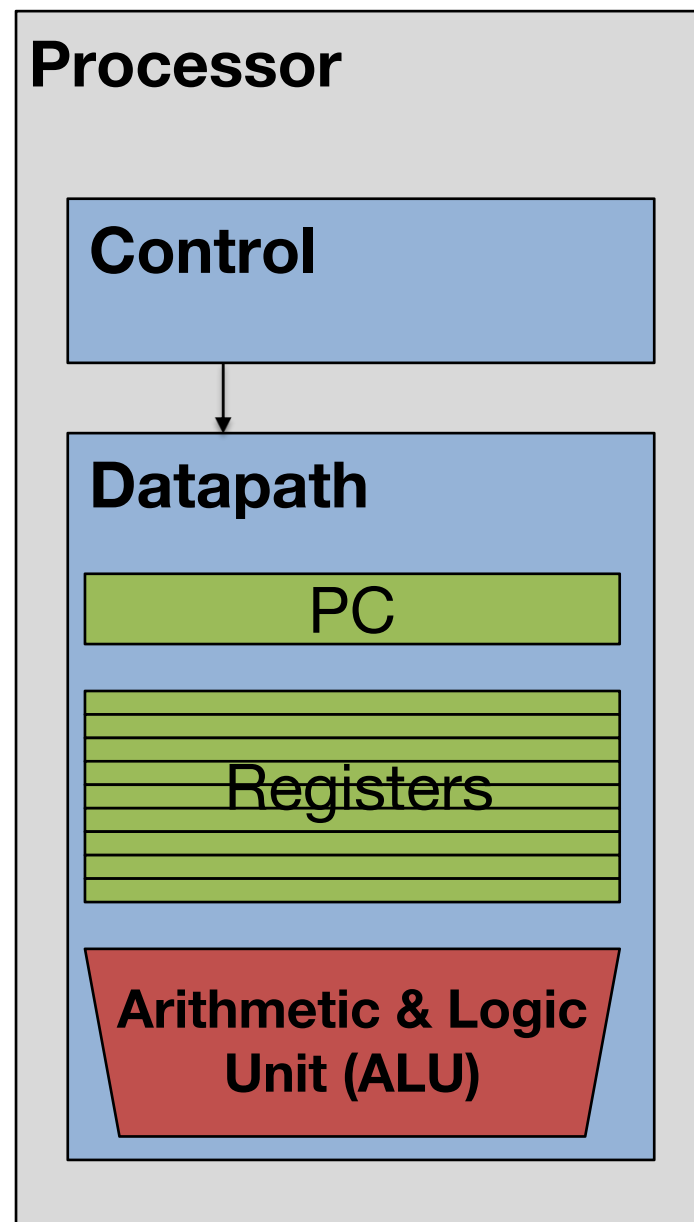 Processor
Control
Datapath
PC
Registers
Arithmetic & Logic
Unit (ALU)